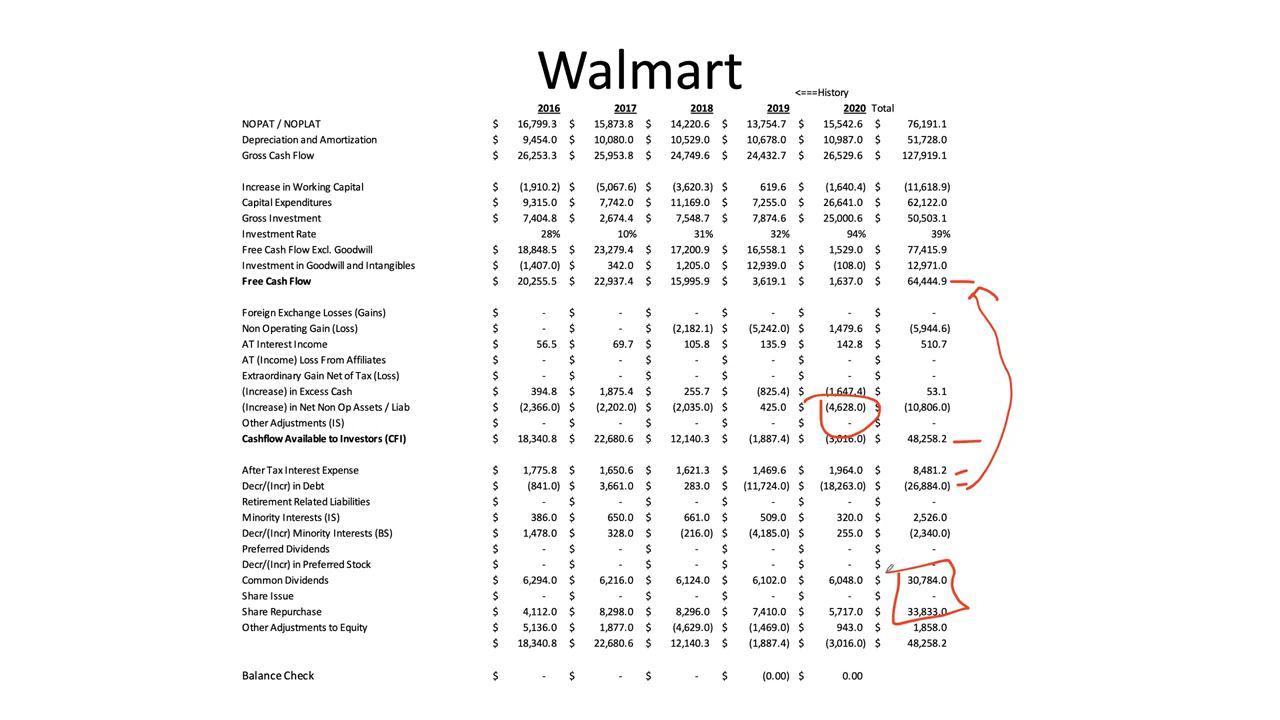 Walmart
<===History
2016 2017 2018 2019 2020 Total
NOPAT / NOPLAT $ 16,799.3 $ 15,873.8 $ 14,220.6 $ 13,754.7 $ 15,542.6 $ 76,191.1
Depreciation and Amortization $ 9,454.0 $ 10,080.0 $ 10,529.0 $ 10,678.0 $ 10,987.0 $ 51,728.0
Gross Cash Flow $ 26,253.3 $ 25,953.8 $ 24,749.6 $ 24,432.7 $ 26,529.6 $ 127,919.1
Increase in Working Capital $ (1,910.2) $ (5,067.6) $ (3,620.3) $ 619.6 $ (1,640.4) $ (11,618.9)
Capital Expenditures $ 9,315.0 $ 7,742.0 $ 11,169.0 $ 7,255.0 $ 26,641.0 $ 62,122.0
Gross Investment $ 7,404.8 $ 2,674.4 $ 7,548.7 $ 7,874.6 $ 25,000.6 $ 50,503.1
Investment Rate 28% 10% 31% 32% 94% 39%
Free Cash Flow Excl. Goodwill $ 18,848.5 $ 23,279.4 $ 17,200.9 $ 16,558.1 $ 1,529.0 $ 77,415.9
Investment in Goodwill and Intangibles $ (1,407.0) $ 342.0 $ 1,205.0 $ 12,939.0 $ (108.0) $ 12,971.0
Free Cash Flow $ 20,255.5 $ 22,937.4 $ 15,995.9 $ 3,619.1 $ 1,637.0 $ 64,444.9
Foreign Exchange Losses (Gains) $ - $ - $ - $ - $ - $ -
Non Operating Gain (Loss) $ - $ - $ (2,182.1) $ (5,242.0) $ 1,479.6 $ (5,944.6)
AT Interest Income $ 56.5 $ 69.7 $ 105.8 $ 135.9 $ 142.8 $ 510.7
AT (Income) Loss From Affiliates $ - $ - $ - $ - $ - $ -
Extraordinary Gain Net of Tax (Loss) $ - $ - $ - $ - $ - $ -
(Increase) in Excess Cash $ 394.8 $ 1,875.4 $ 255.7 $ (825.4) $ (1,647.4) $ 53.1
(Increase) in Net Non Op Assets / Liab $ (2,366.0) $ (2,202.0) $ (2,035.0) $ 425.0 $ (4,628.0) $ (10,806.0)
Other Adjustments (IS) $ - $ - $ - $ - $ - $ -
Cashflow Available to Investors (CFI) $ 18,340.8 $ 22,680.6 $ 12,140.3 $ (1,887.4) $ (3,016.0) $ 48,258.2
After Tax Interest Expense $ 1,775.8 $ 1,650.6 $ 1,621.3 $ 1,469.6 $ 1,964.0 $ 8,481.2
Decr/(Incr) in Debt $ (841.0) $ 3,661.0 $ 283.0 $ (11,724.0) $ (18,263.0) $ (26,884.0)
Retirement Related Liabilities $ - $ - $ - $ - $ - $ -
Minority Interests (IS) $ 386.0 $ 650.0 $ 661.0 $ 509.0 $ 320.0 $ 2,526.0
Decr/(Incr) Minority Interests (BS) $ 1,478.0 $ 328.0 $ (216.0) $ (4,185.0) $ 255.0 $ (2,340.0)
Preferred Dividends $ - $ - $ - $ - $ - $ -
Decr/(Incr) in Preferred Stock $ - $ - $ - $ - $ - $ -
Common Dividends $ 6,294.0 $ 6,216.0 $ 6,124.0 $ 6,102.0 $ 6,048.0 $ 30,784.0
Share Issue $ - $ - $ - $ - $ - $ -
Share Repurchase $ 4,112.0 $ 8,298.0 $ 8,296.0 $ 7,410.0 $ 5,717.0 $ 33,833.0
Other Adjustments to Equity $ 5,136.0 $ 1,877.0 $ (4,629.0) $ (1,469.0) $ 943.0 $ 1,858.0
$ 18,340.8 $ 22,680.6 $ 12,140.3 $ (1,887.4) $ (3,016.0) $ 48,258.2
Balance Check $ - $ - $ - $ (0.00) $ 0.00